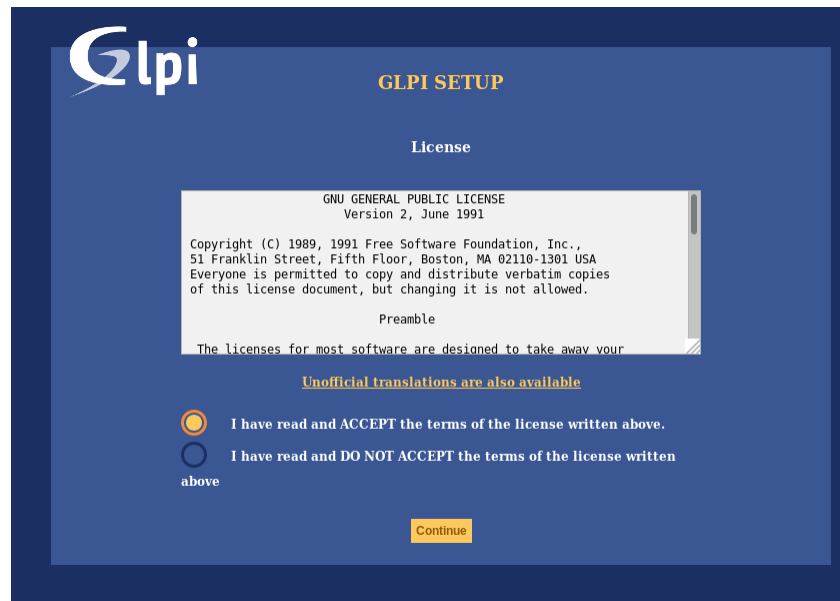 Glpi
GLPI SETUP
License
GNU GENERAL PUBLIC LICENSE
Version 2, June 1991
Copyright (C) 1989, 1991 Free Software Foundation, Inc.,
51 Franklin Street, Fifth Floor, Boston, MA 02110-1301 USA
Everyone is permitted to copy and distribute verbatim copies
of this license document, but changing it is not allowed.
Preamble
The licenses for most software are designed to take away your
Unofficial translations are also available
I have read and ACCEPT the terms of the license written above.
I have read and DO NOT ACCEPT the terms of the license written
above
Continue